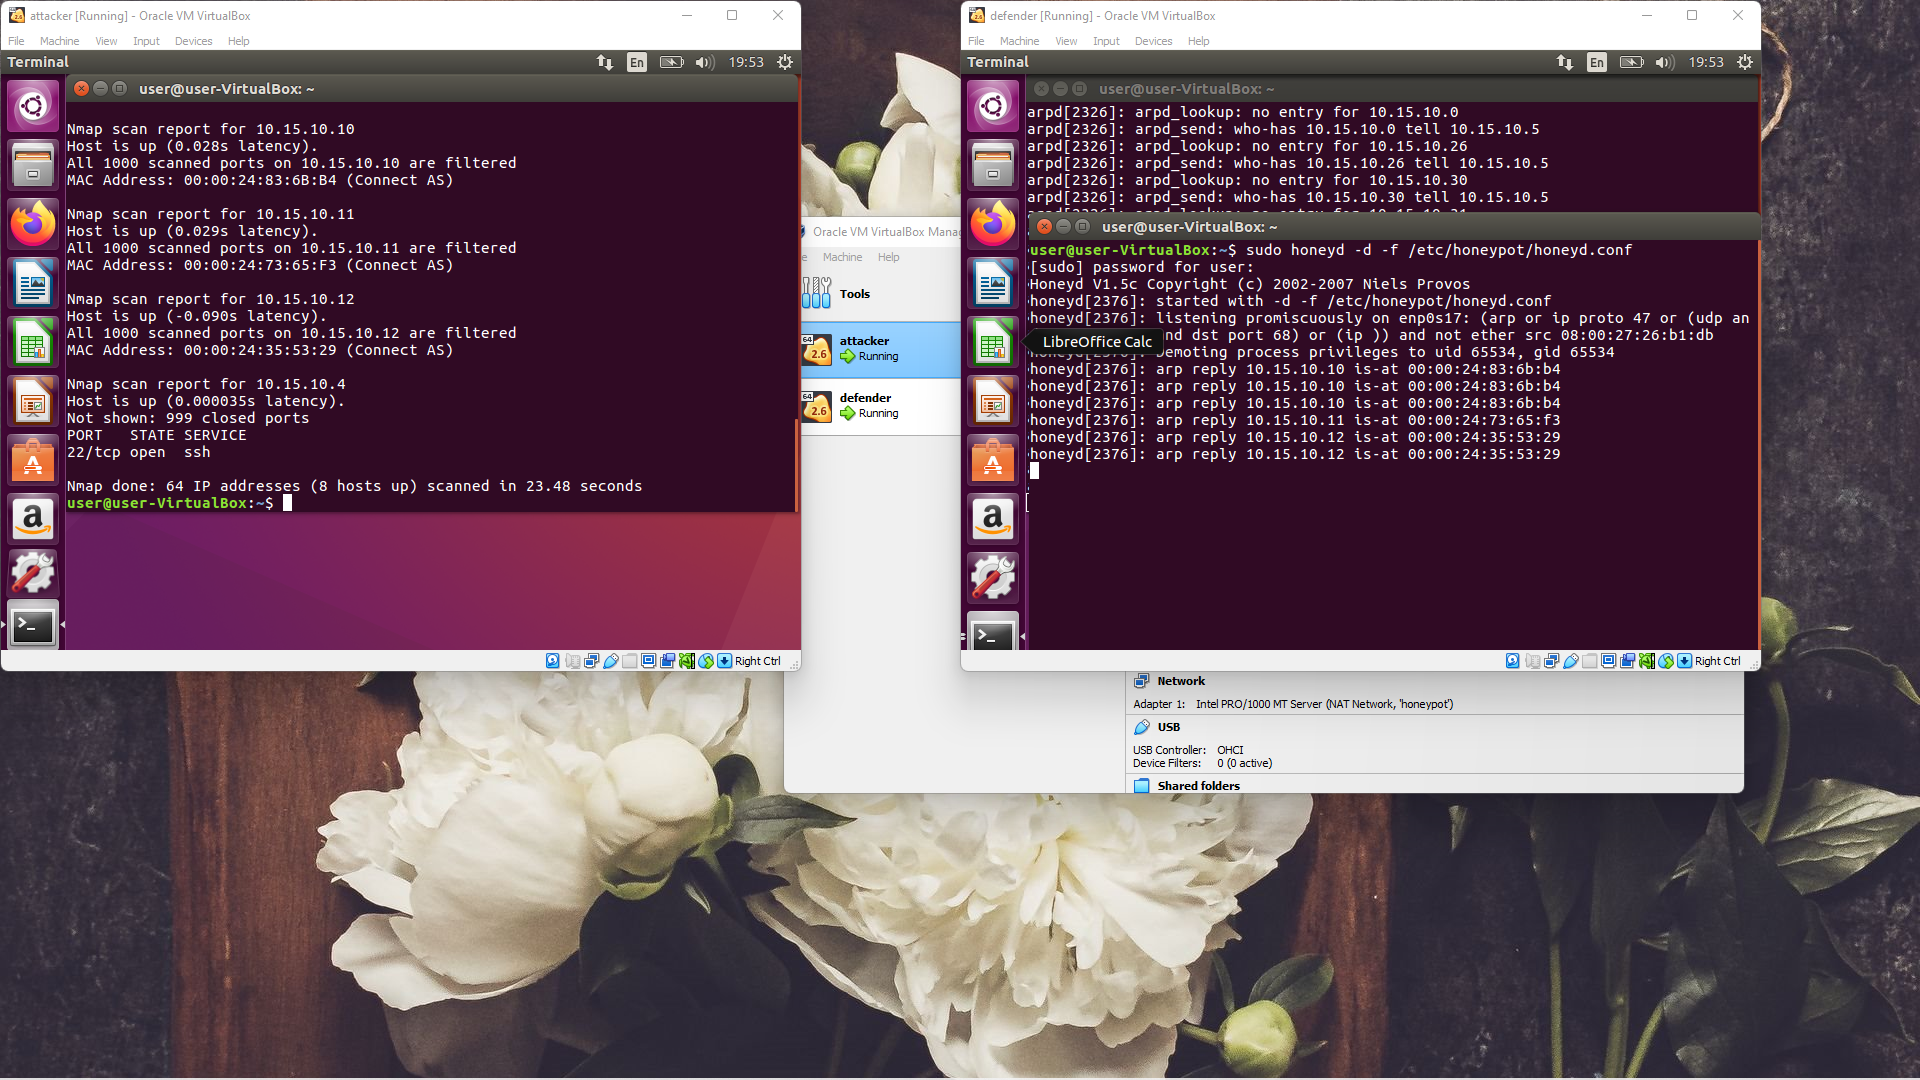 attacker [Running] - Oracle VM VirtualBox
File Machine View Input Devices Help
Terminal
En
19:53
user@user-VirtualBox: ~
Nmap scan report for 10.15.10.10
Host is up (0.028s latency).
All 1000 scanned ports on 10.15.10.10 are filtered
MAC Address: 00:00:24:83:6B:B4 (Connect AS)
Nmap scan report for 10.15.10.11
Host is up (0.029s latency).
All 1000 scanned ports on 10.15.10.11 are filtered
MAC Address: 00:00:24:73:65:F3 (Connect AS)
Nmap scan report for 10.15.10.12
Host is up (-0.090s latency).
All 1000 scanned ports on 10.15.10.12 are filtered
MAC Address: 00:00:24:35:53:29 (Connect AS)
Nmap scan report for 10.15.10.4
Host is up (0.000035s latency).
Not shown: 999 closed ports
PORT   STATE SERVICE
22/tcp open  ssh
Nmap done: 64 IP addresses (8 hosts up) scanned in 23.48 seconds
user@user-VirtualBox:~$
Right Ctrl
Oracle VM VirtualBox Mana
Machine Help
Tools
64
2.6
attacker
Running
64
2.6
defender
Running
defender [Running] - Oracle VM VirtualBox
File Machine View Input Devices Help
Terminal
En
19:53
user@user-VirtualBox: ~
arpd[2326]: arpd_lookup: no entry for 10.15.10.0
arpd[2326]: arpd_send: who-has 10.15.10.0 tell 10.15.10.5
arpd[2326]: arpd_lookup: no entry for 10.15.10.26
arpd[2326]: arpd_send: who-has 10.15.10.26 tell 10.15.10.5
arpd[2326]: arpd_lookup: no entry for 10.15.10.30
arpd[2326]: arpd_send: who-has 10.15.10.30 tell 10.15.10.5
user@user-VirtualBox: ~
user@user-VirtualBox:~$ sudo honeyd -d -f /etc/honeypot/honeyd.conf
[sudo] password for user:
Honeyd V1.5c Copyright (c) 2002-2007 Niels Provos
honeyd[2376]: started with -d -f /etc/honeypot/honeyd.conf
honeyd[2376]: listening promiscuously on enp0s17: (arp or ip proto 47 or (udp an
nd dst port 68) or (ip )) and not ether src 08:00:27:26:b1:db
LibreOffice Calc
honeyd[2376]: Demoting process privileges to uid 65534, gid 65534
honeyd[2376]: arp reply 10.15.10.10 is-at 00:00:24:83:6b:b4
honeyd[2376]: arp reply 10.15.10.10 is-at 00:00:24:83:6b:b4
honeyd[2376]: arp reply 10.15.10.10 is-at 00:00:24:83:6b:b4
honeyd[2376]: arp reply 10.15.10.11 is-at 00:00:24:73:65:f3
honeyd[2376]: arp reply 10.15.10.12 is-at 00:00:24:35:53:29
honeyd[2376]: arp reply 10.15.10.12 is-at 00:00:24:35:53:29
Right Ctrl
Network
Adapter 1: Intel PRO/1000 MT Server (NAT Network, 'honeypot')
USB
USB Controller: OHCI
Device Filters: 0 (0 active)
Shared folders